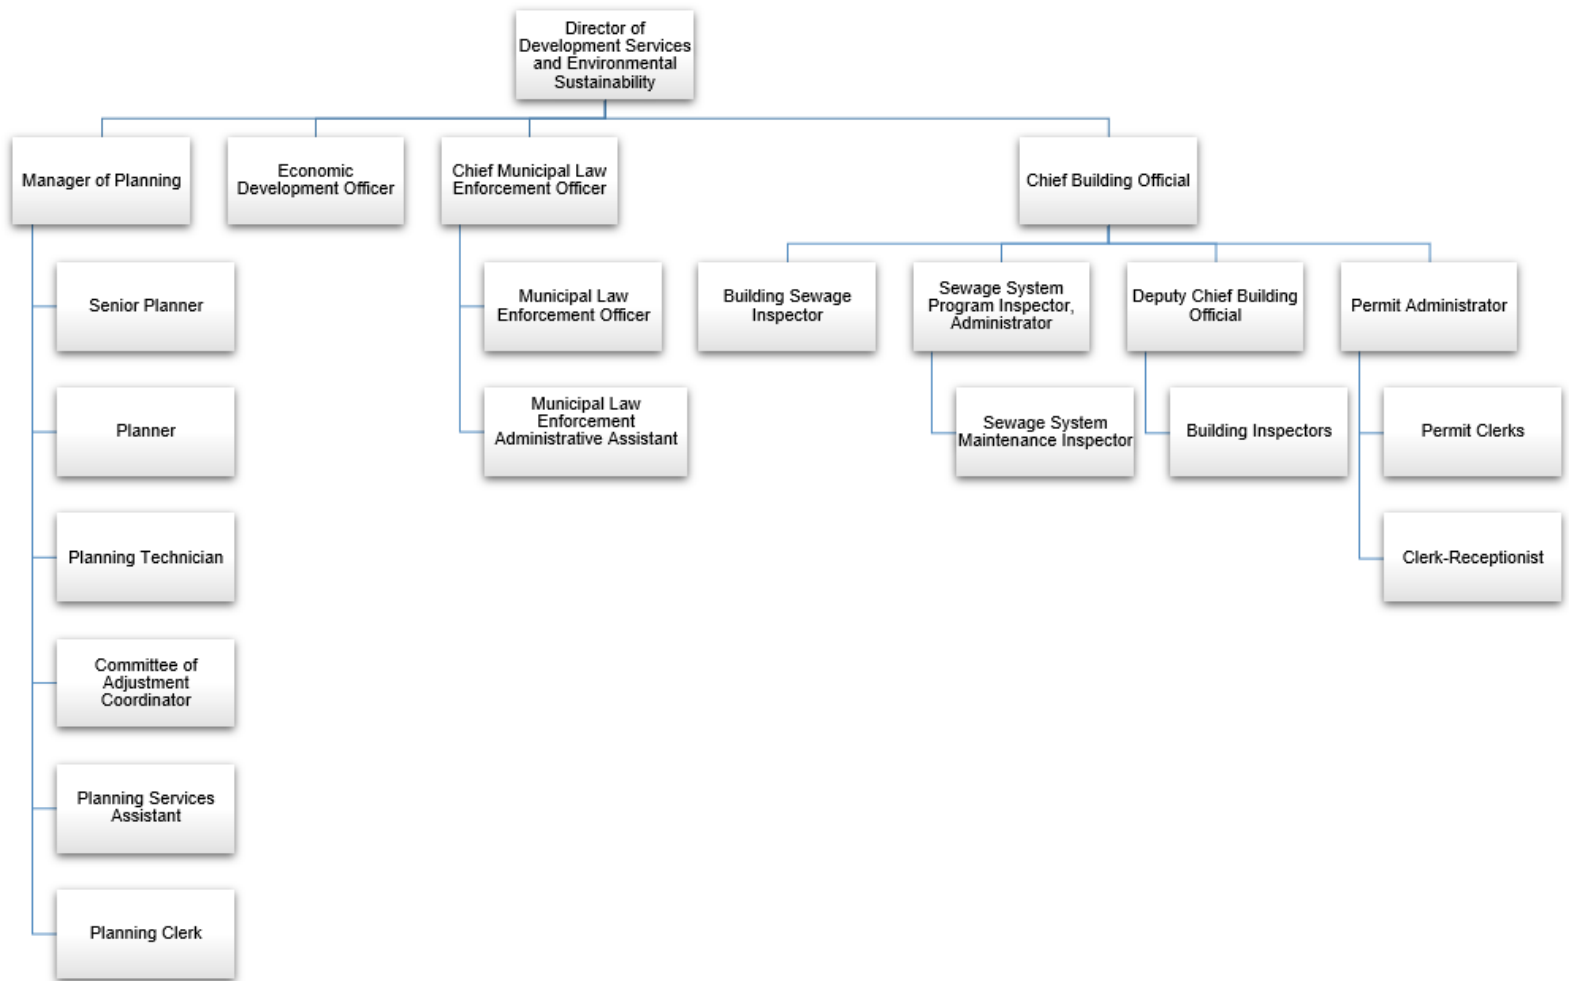 Director of
Development Services
and Environmental
Sustainability
Manager of Planning
Economic
Development Officer
Chief Municipal Law
Enforcement Officer
Chief Building Official
Senior Planner
Planner
Planning Technician
Committee of
Adjustment
Coordinator
Planning Services
Assistant
Planning Clerk
Municipal Law
Enforcement Officer
Municipal Law
Enforcement
Administrative Assistant
Building Sewage
Inspector
Sewage System
Program Inspector,
Administrator
Sewage System
Maintenance Inspector
Deputy Chief Building
Official
Building Inspectors
Permit Administrator
Permit Clerks
Clerk-Receptionist